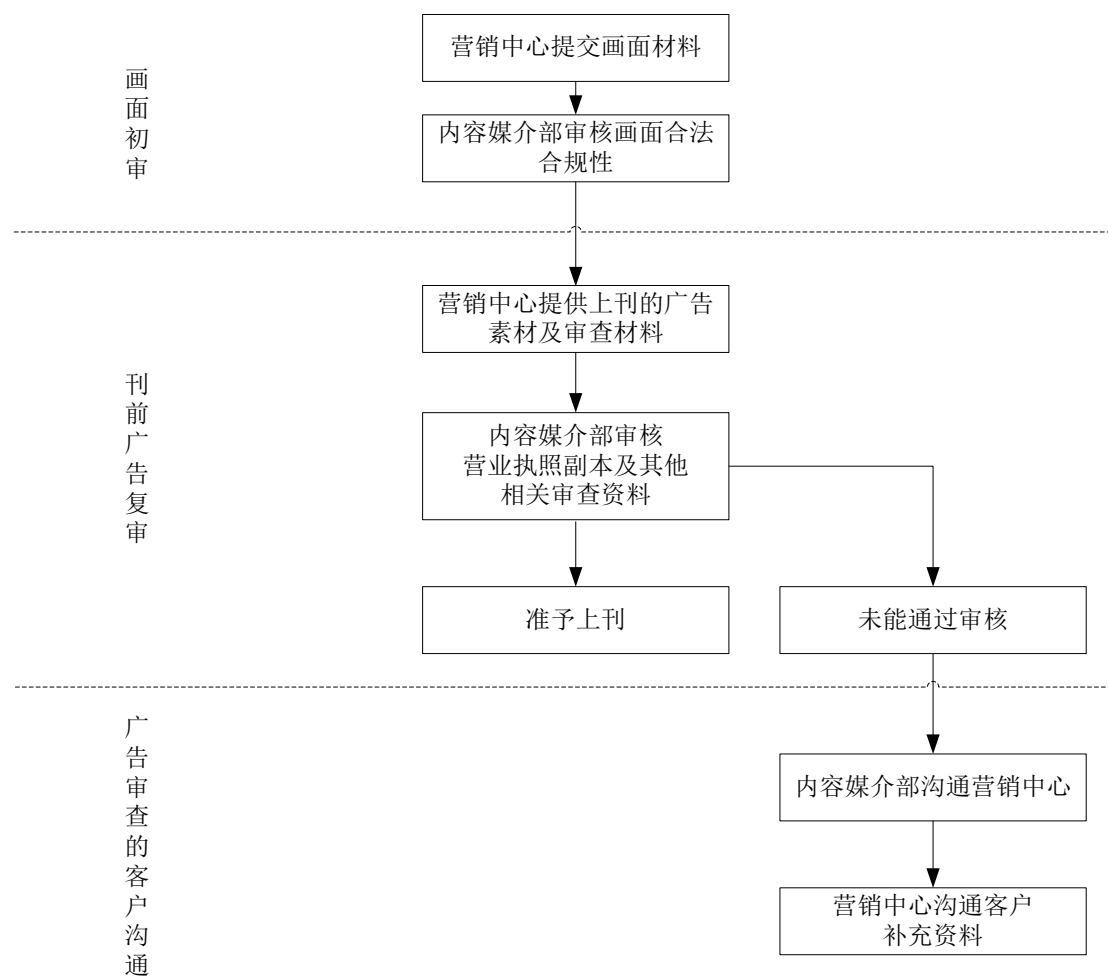 画面初审
营销中心提交画面材料
内容媒介部审核画面合法
合规性
刊前广告复审
营销中心提供上刊的广告
素材及审查材料
内容媒介部审核
营业执照副本及其他
相关审查资料
准予上刊
未能通过审核
广告审查的客户沟通
内容媒介部沟通营销中心
营销中心沟通客户
补充资料